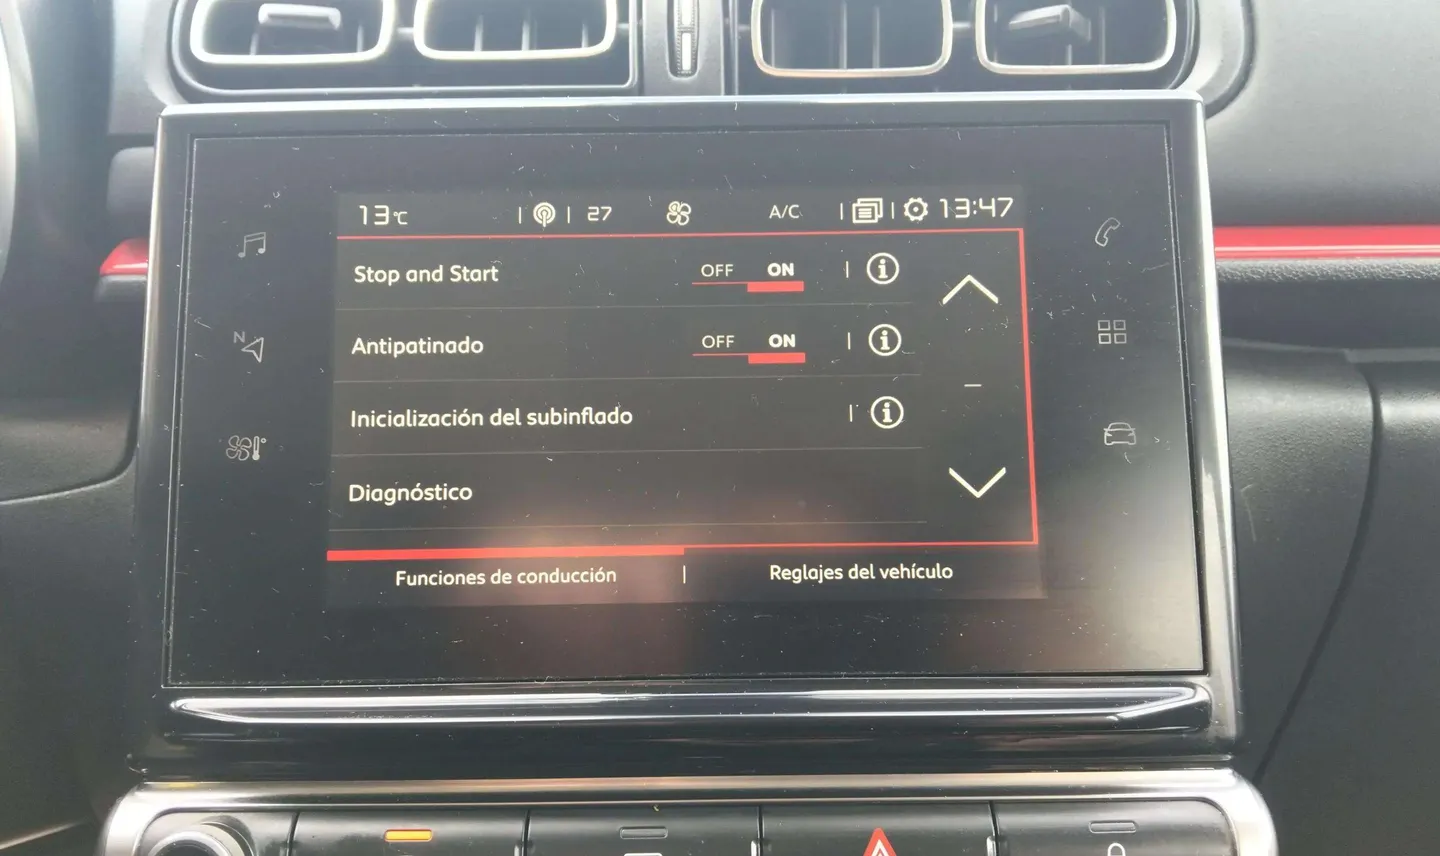 13°C 27 A/C 13:47
Stop and Start OFF ON
Antipatinado OFF ON
Inicialización del subinflado
Diagnóstico
Funciones de conducción | Reglajes del vehículo
N